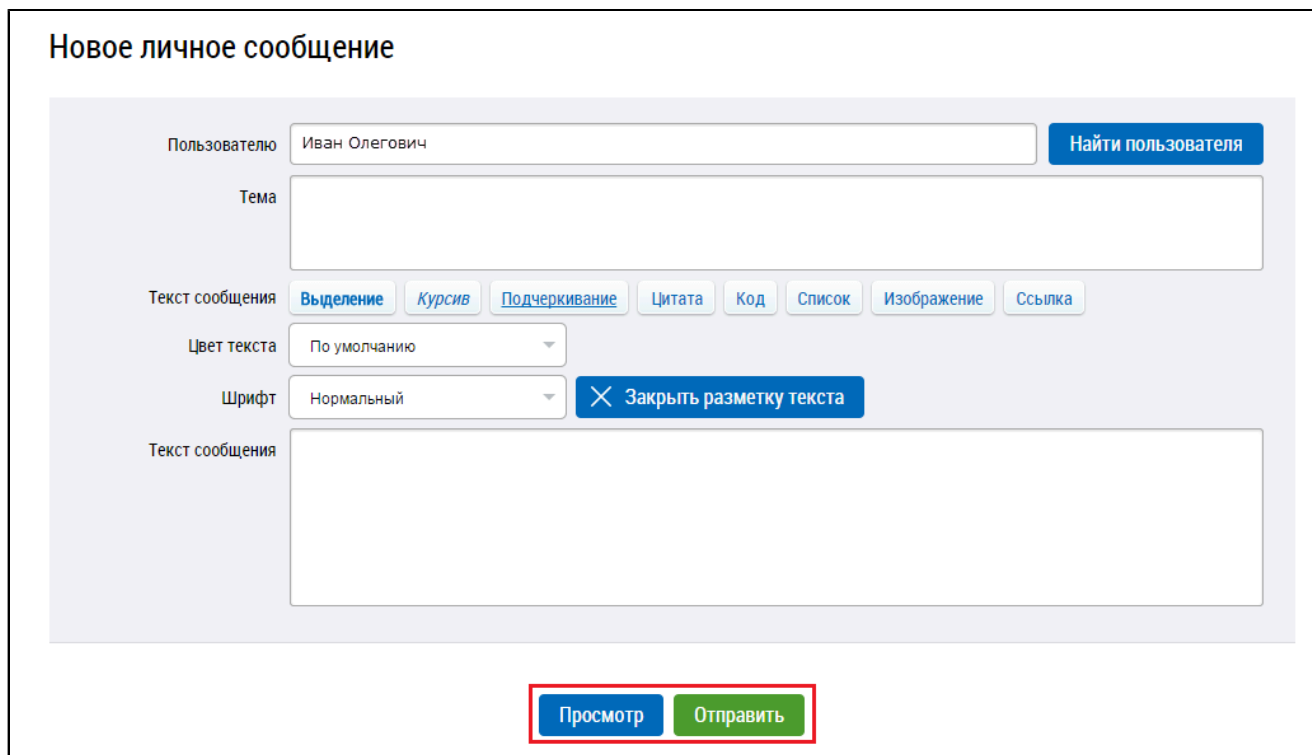 Новое личное сообщение
Пользователю Иван Олегович Найти пользователя
Тема
Текст сообщения Выделение Курсив Подчеркивание Цитата Код Список Изображение Ссылка
Цвет текста По умолчанию
Шрифт Нормальный Закрыть разметку текста
Текст сообщения
Просмотр Отправить